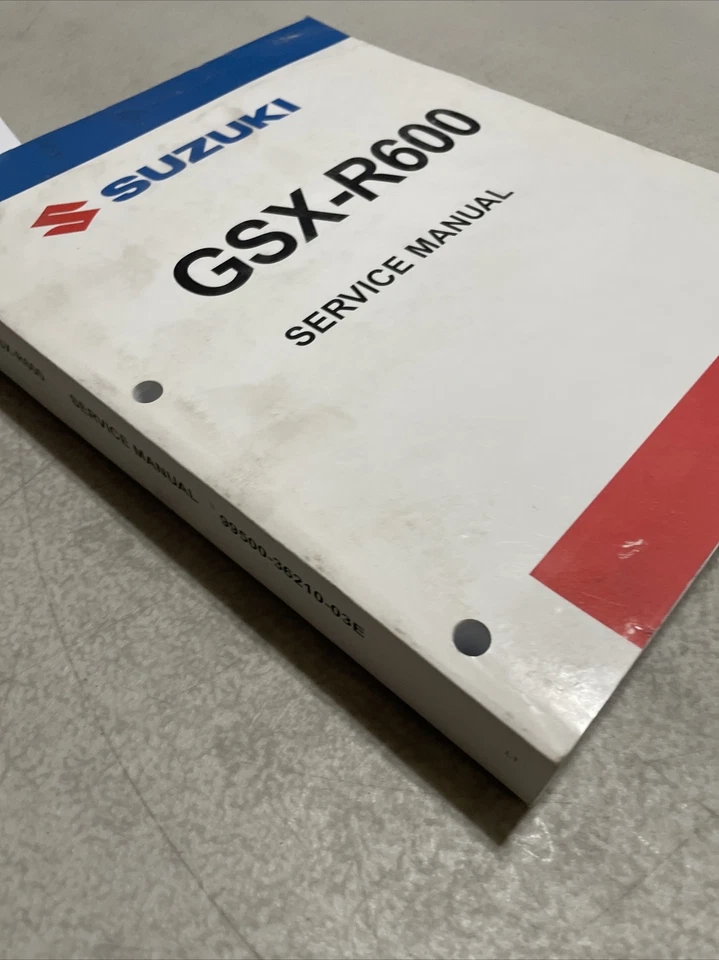 SUZUKI
GSX-R600
SERVICE MANUAL
SERVICE MANUAL 99500-36210-03E